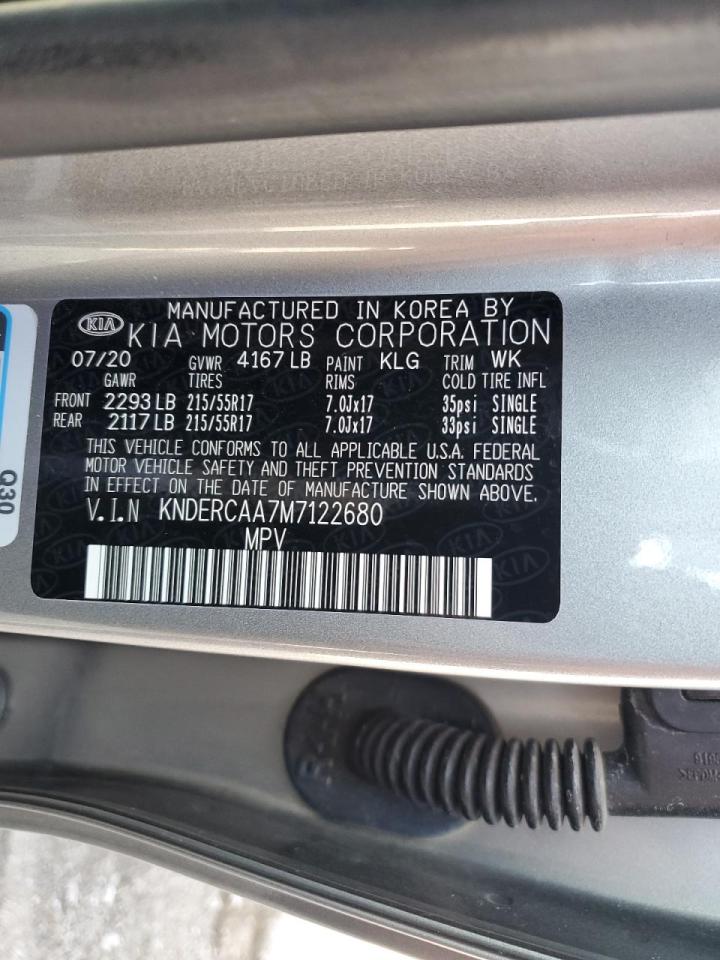 MANUFACTURED IN KOREA BY
KIA KIA MOTORS CORPORATION
07/20 GVWR 4167 LB PAINT KLG TRIM WK
GAWR TIRES RIMS COLD TIRE INFL
FRONT 2293 LB 215/55R17 7.0Jx17 35psi SINGLE
REAR 2117 LB 215/55R17 7.0Jx17 33psi SINGLE
THIS VEHICLE CONFORMS TO ALL APPLICABLE U.S.A. FEDERAL
MOTOR VEHICLE SAFETY AND THEFT PREVENTION STANDARDS
IN EFFECT ON THE DATE OF MANUFACTURE SHOWN ABOVE.
V.I.N KNDERCAA7M7122680
MPV
Q30